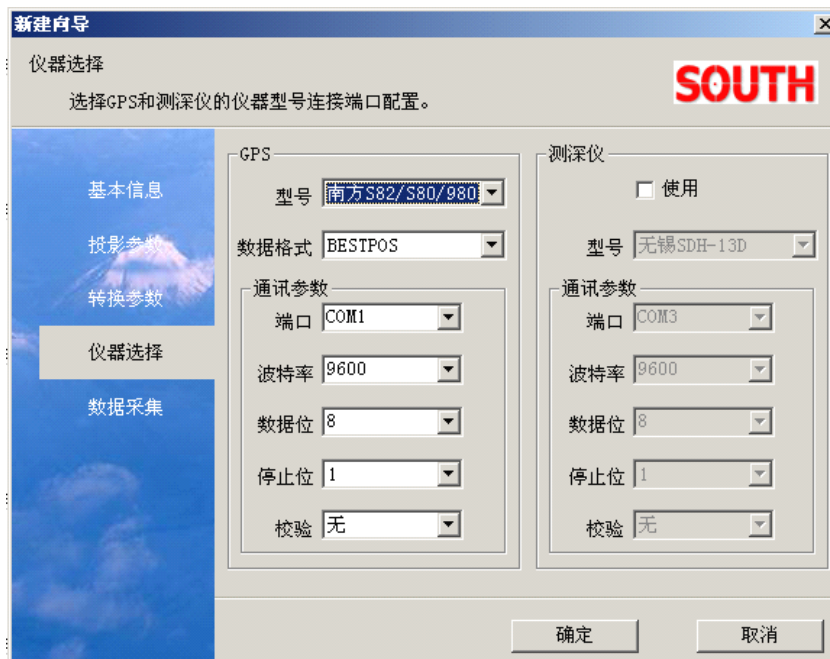 新建向导
仪器选择
选择GPS和测深仪的仪器型号连接端口配置。
SOUTH
基本信息
投影参数
转换参数
仪器选择
数据采集
GPS
型号 南方S82/S80/980
数据格式 BESTPOS
通讯参数
端口 COM1
波特率 9600
数据位 8
停止位 1
校验 无
测深仪
使用
型号 无锡SDH-13D
通讯参数
端口 COM3
波特率 9600
数据位 8
停止位 1
校验 无
确定
取消